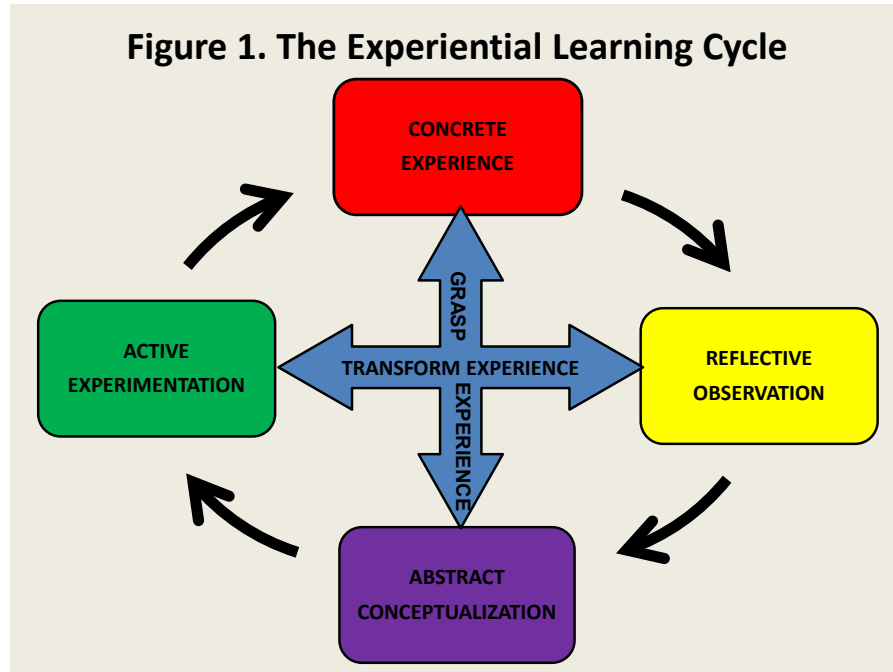 Figure 1. The Experiential Learning Cycle
CONCRETE
EXPERIENCE
GRASP
ACTIVE
EXPERIMENTATION
TRANSFORM EXPERIENCE
REFLECTIVE
OBSERVATION
EXPERIENCE
ABSTRACT
CONCEPTUALIZATION